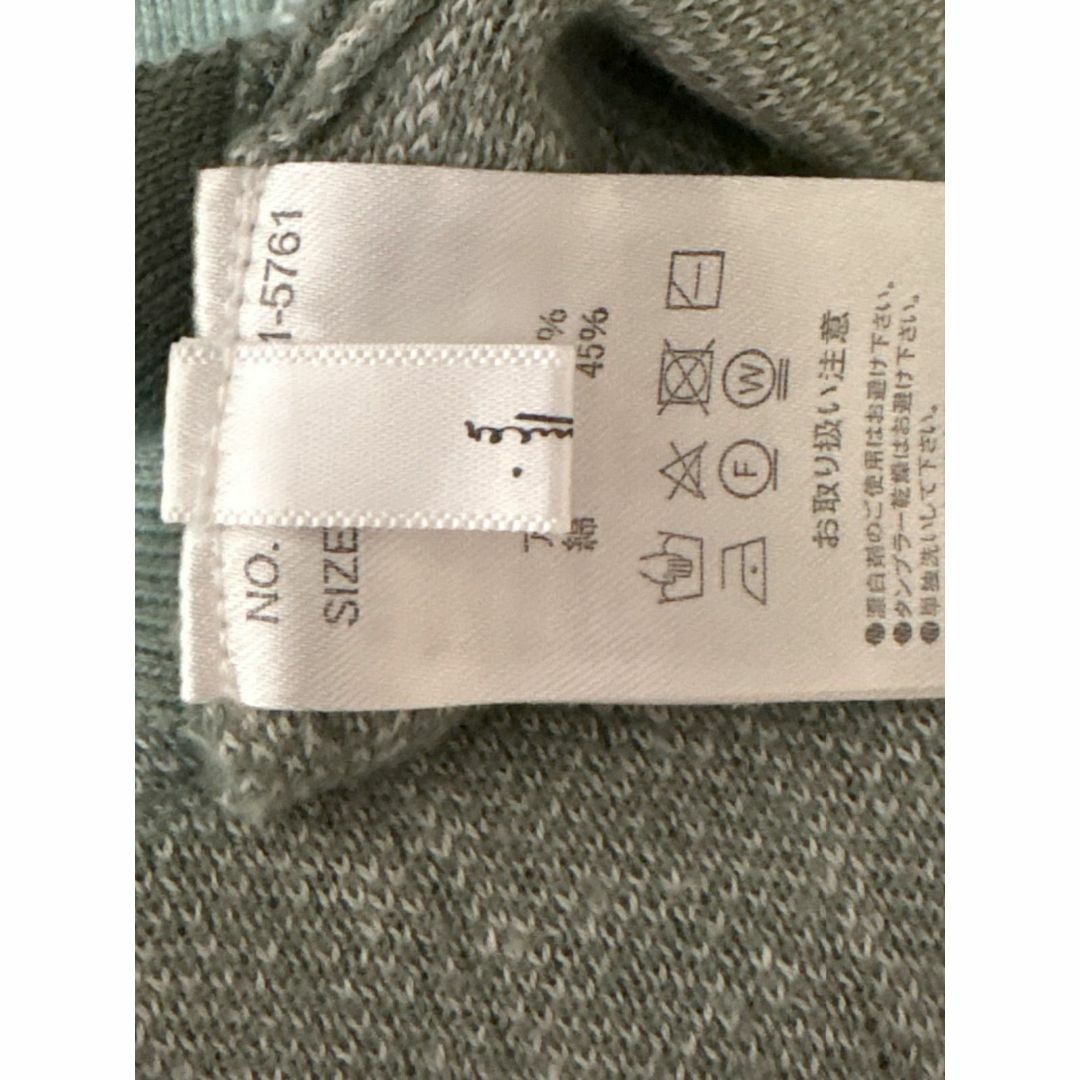 NO.
1-5761
SIZE
%
綿 45%
W
F
お取り扱い注意
●漂白剤のご使用はお避け下さい。
●タンブラー乾燥はお避け下さい。
●単独洗いして下さい。